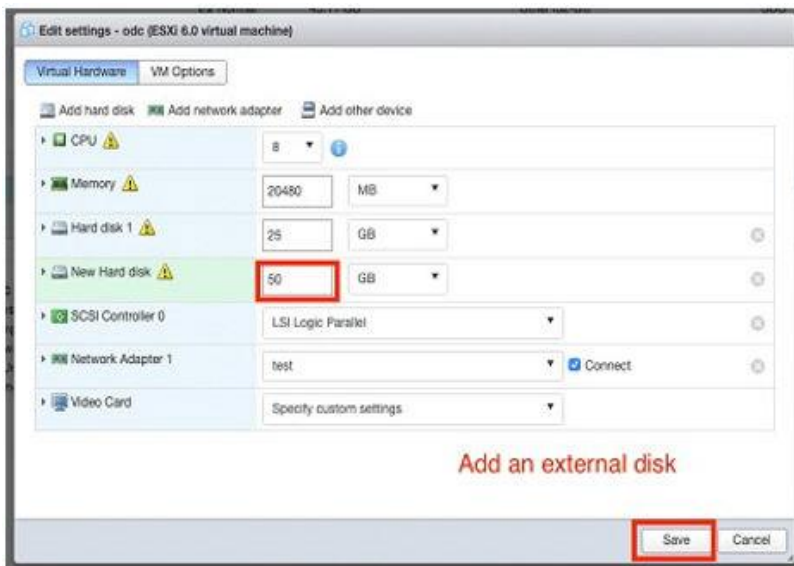 Edit settings - odc (ESXi 6.0 virtual machine)
Virtual Hardware VM Options
Add hard disk Add network adapter Add other device
CPU 8
Memory 20480 MB
Hard disk 1 25 GB
New Hard disk 50 GB
SCSI Controller 0 LSI Logic Parallel
Network Adapter 1 test Connect
Video Card Specify custom settings
Add an external disk
Save Cancel